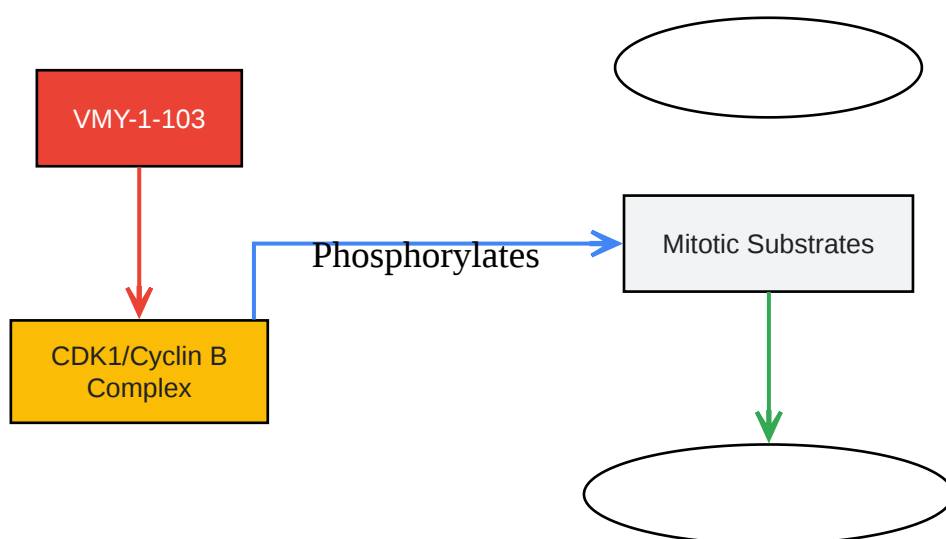 VMY-1-103
Phosphorylates
Mitotic Substrates
CDK1/Cyclin B
Complex